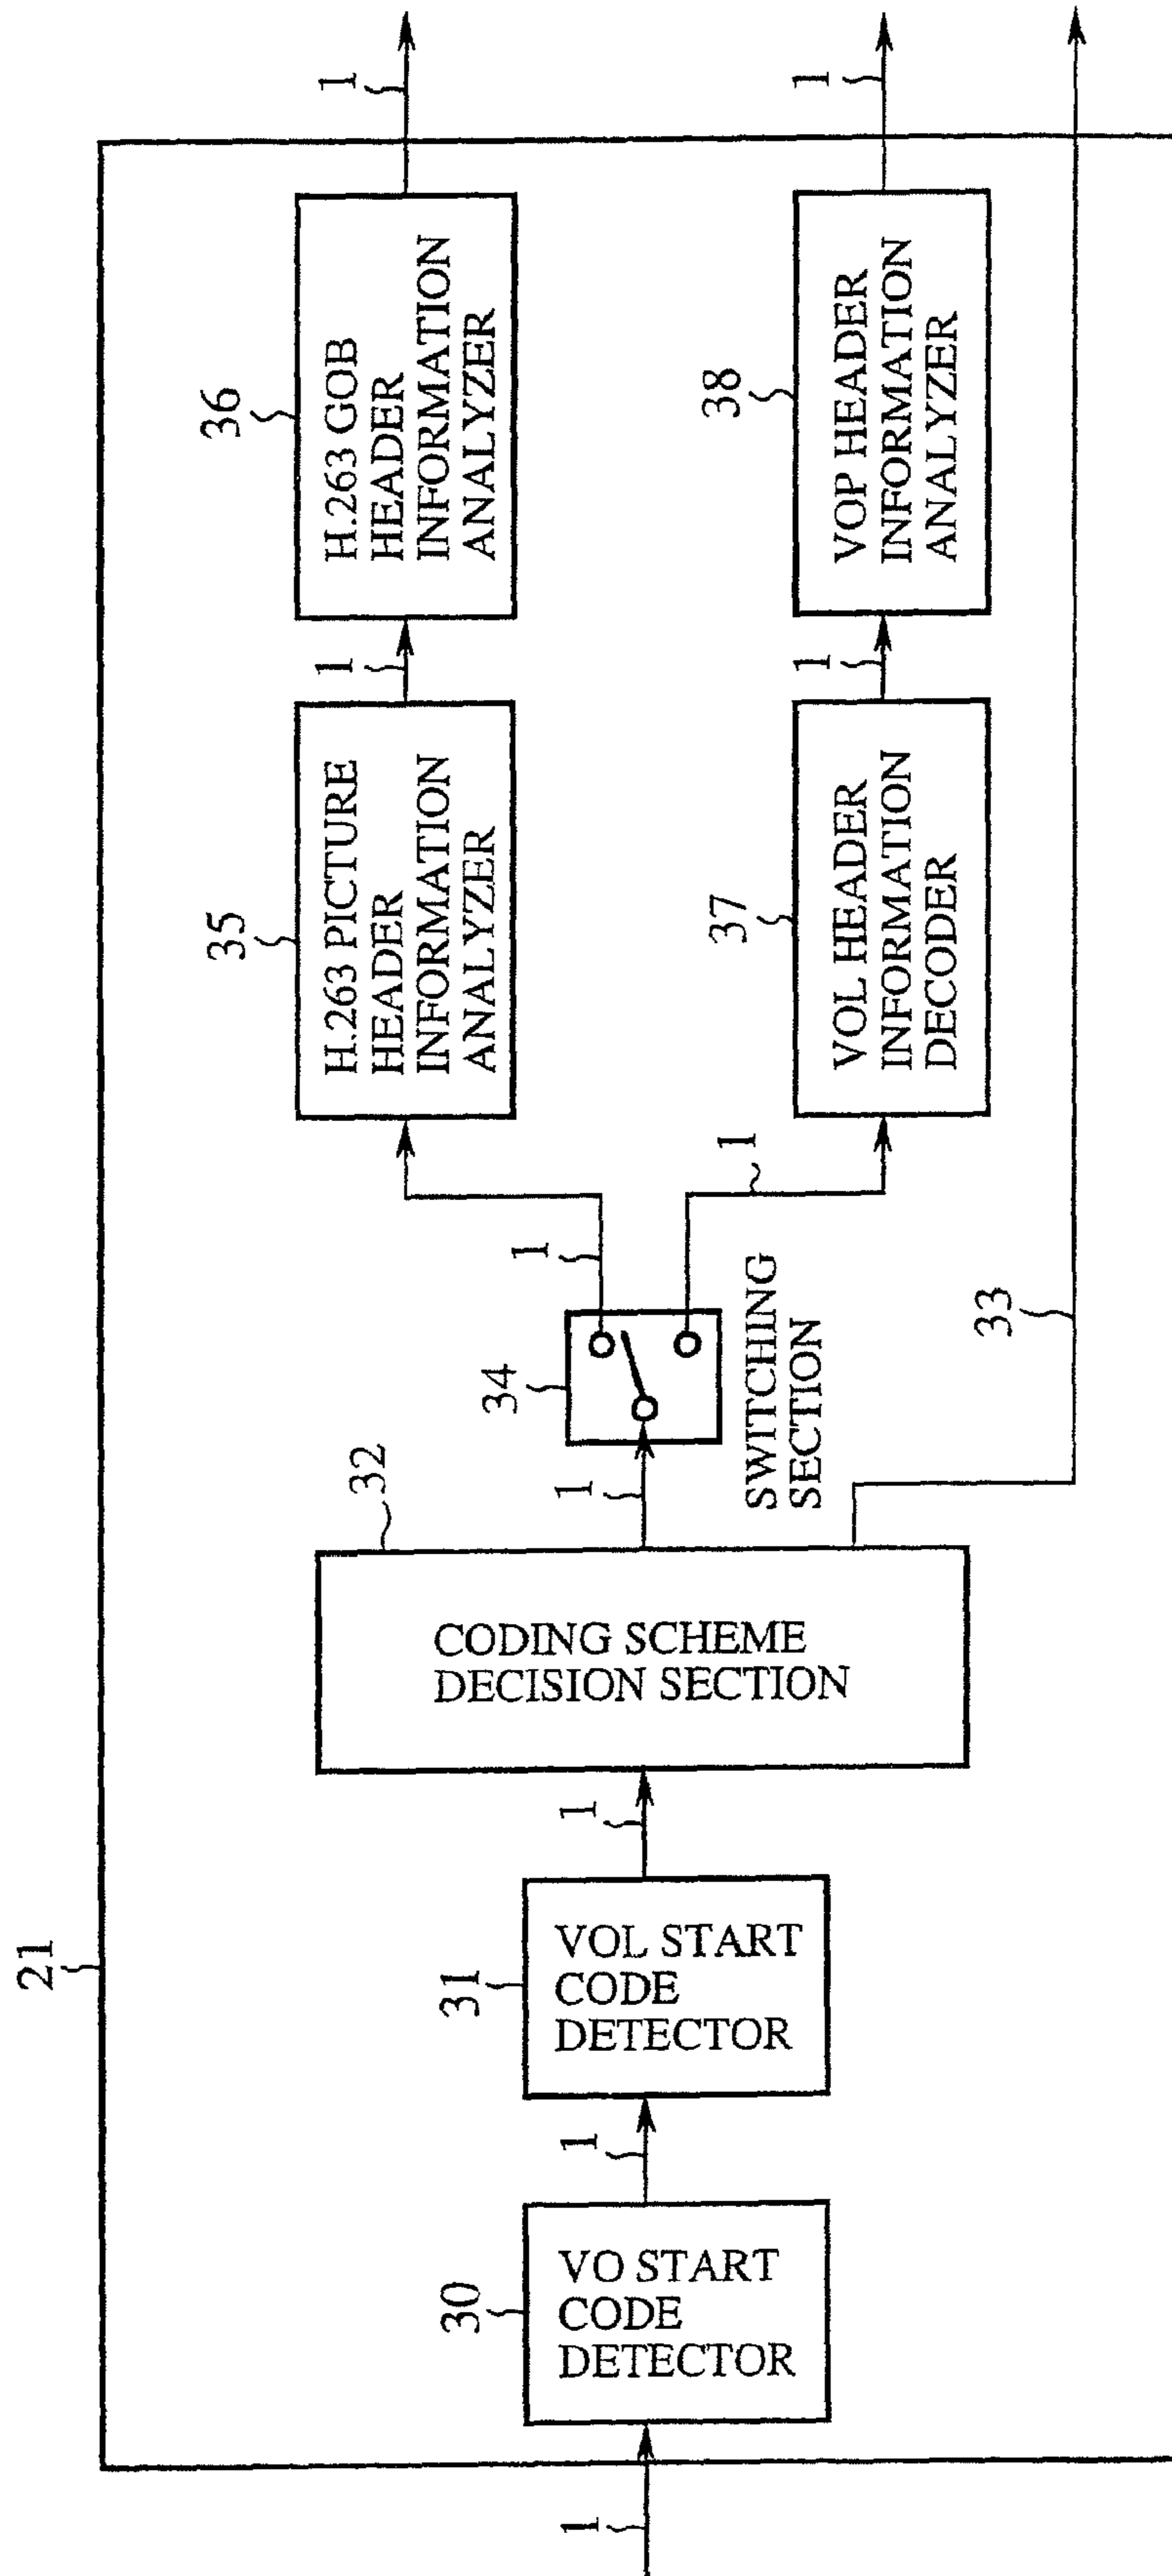 21
1
30
VO START
CODE
DETECTOR
1
31
VOL START
CODE
DETECTOR
1
32
CODING SCHEME
DECISION SECTION
1
34
SWITCHING
SECTION
33
1
35
H.263 PICTURE
HEADER
INFORMATION
ANALYZER
1
36
H.263 GOB
HEADER
INFORMATION
ANALYZER
1
1
37
VOL HEADER
INFORMATION
DECODER
1
38
VOP HEADER
INFORMATION
ANALYZER
1